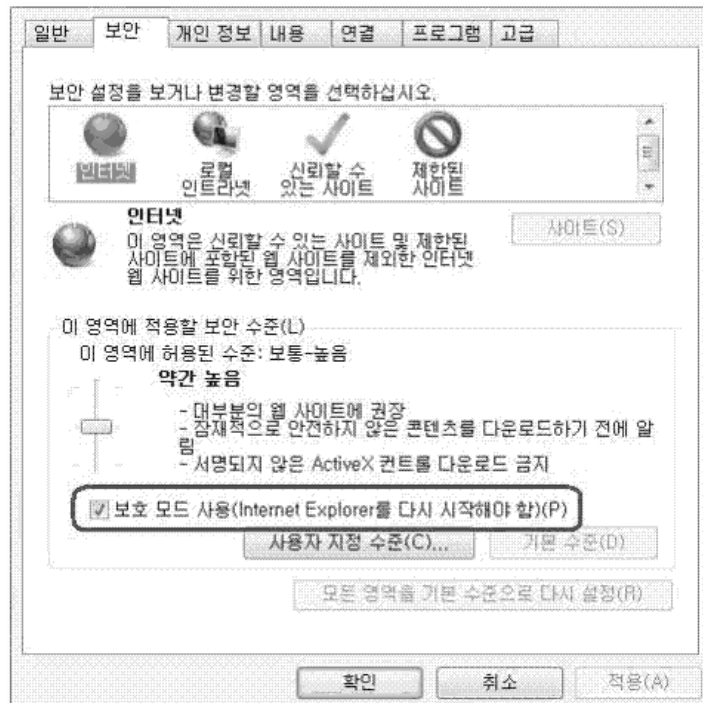 일반 보안 개인 정보 내용 연결 프로그램 고급
보안 설정을 보거나 변경할 영역을 선택하십시오.
인터넷 로컬 인트라넷 신뢰할 수 있는 사이트 제한된 사이트
인터넷
사이트(S)
이 영역은 신뢰할 수 있는 사이트 및 제한된
사이트에 포함된 웹 사이트를 제외한 인터넷
웹 사이트를 위한 영역입니다.
이 영역에 적용할 보안 수준(L)
이 영역에 허용된 수준: 보통-높음
약간 높음
- 대부분의 웹 사이트에 권장
- 잠재적으로 안전하지 않은 콘텐츠를 다운로드하기 전에 알
림
- 서명되지 않은 ActiveX 컨트롤 다운로드 금지
보호 모드 사용(Internet Explorer를 다시 시작해야 함)(P)
사용자 지정 수준(C)... 기본 수준(D)
모든 영역을 기본 수준으로 다시 설정(R)
확인 취소 적용(A)